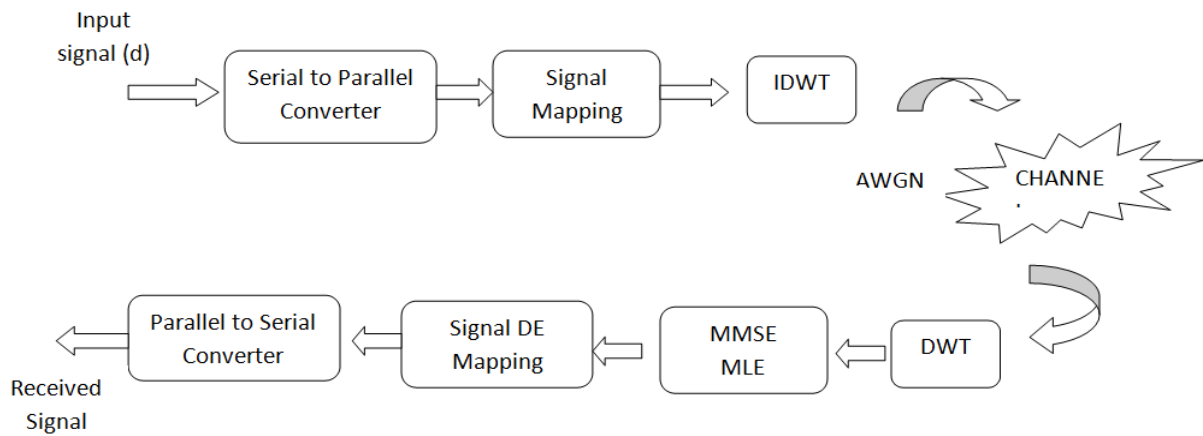 Input
signal (d)
Serial to Parallel
Converter
Signal
Mapping
IDWT
AWGN
CHANNE
Parallel to Serial
Converter
Signal DE
Mapping
MMSE
MLE
DWT
Received
Signal